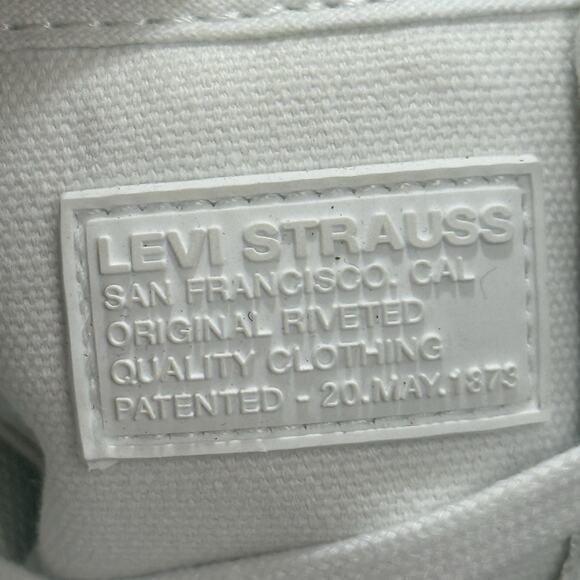 LEVI STRAUSS
SAN FRANCISCO, CAL
ORIGINAL RIVETED
QUALITY CLOTHING
PATENTED - 20.MAY.1873